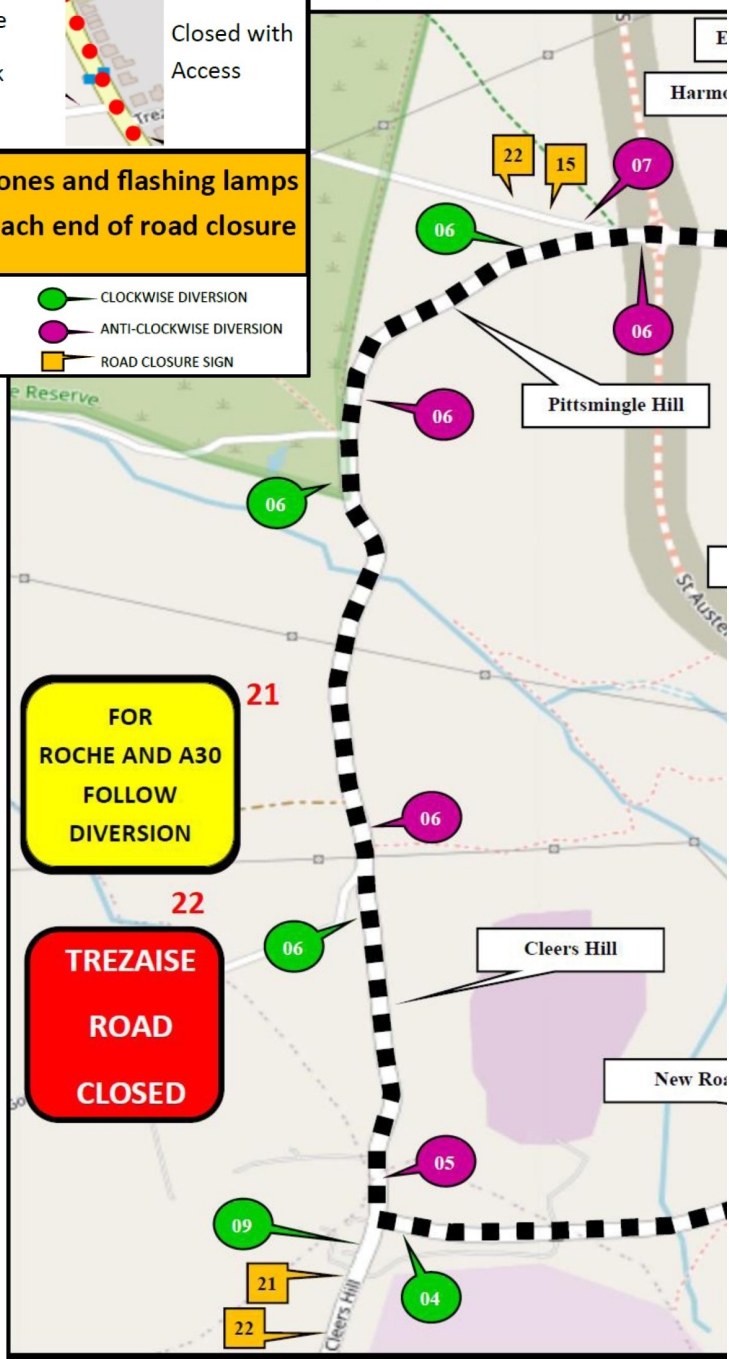 Closed with
Access
ones and flashing lamps
ach end of road closure
CLOCKWISE DIVERSION
ANTI-CLOCKWISE DIVERSION
ROAD CLOSURE SIGN
22
15
07
06
06
Pittsmingle Hill
06
Reserve
06
St Auste
21
FOR
ROCHE AND A30
FOLLOW
DIVERSION
06
22
TREZAISE
ROAD
CLOSED
06
Cleers Hill
New Roa
05
09
04
21
22
Cleers Hill